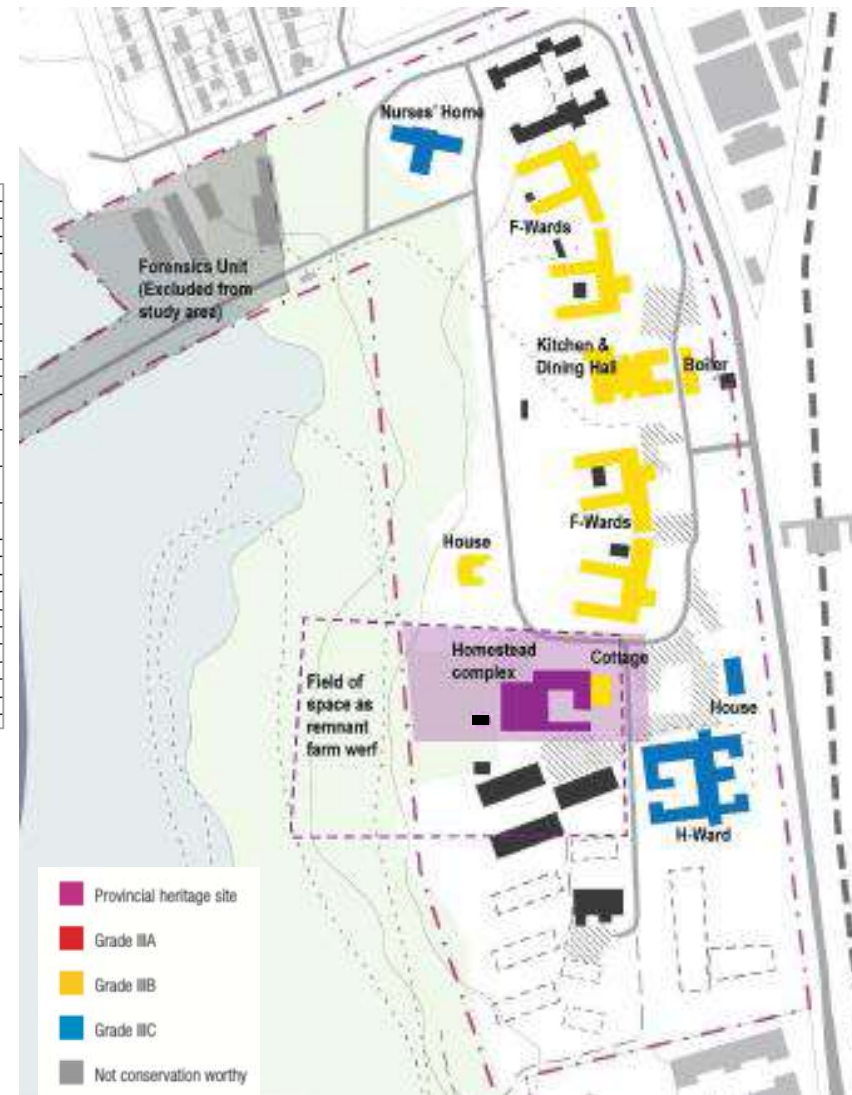 Nurses' Home
F-Wards
Forensics Unit
(Excluded from
study area)
Kitchen &
Dining Hall
Boiler
F-Wards
House
Homestead
complex
Cottage
Field of
space as
remnant
farm werf
House
H-Ward
Provincial heritage site
Grade IIIA
Grade IIIB
Grade IIIC
Not conservation worthy